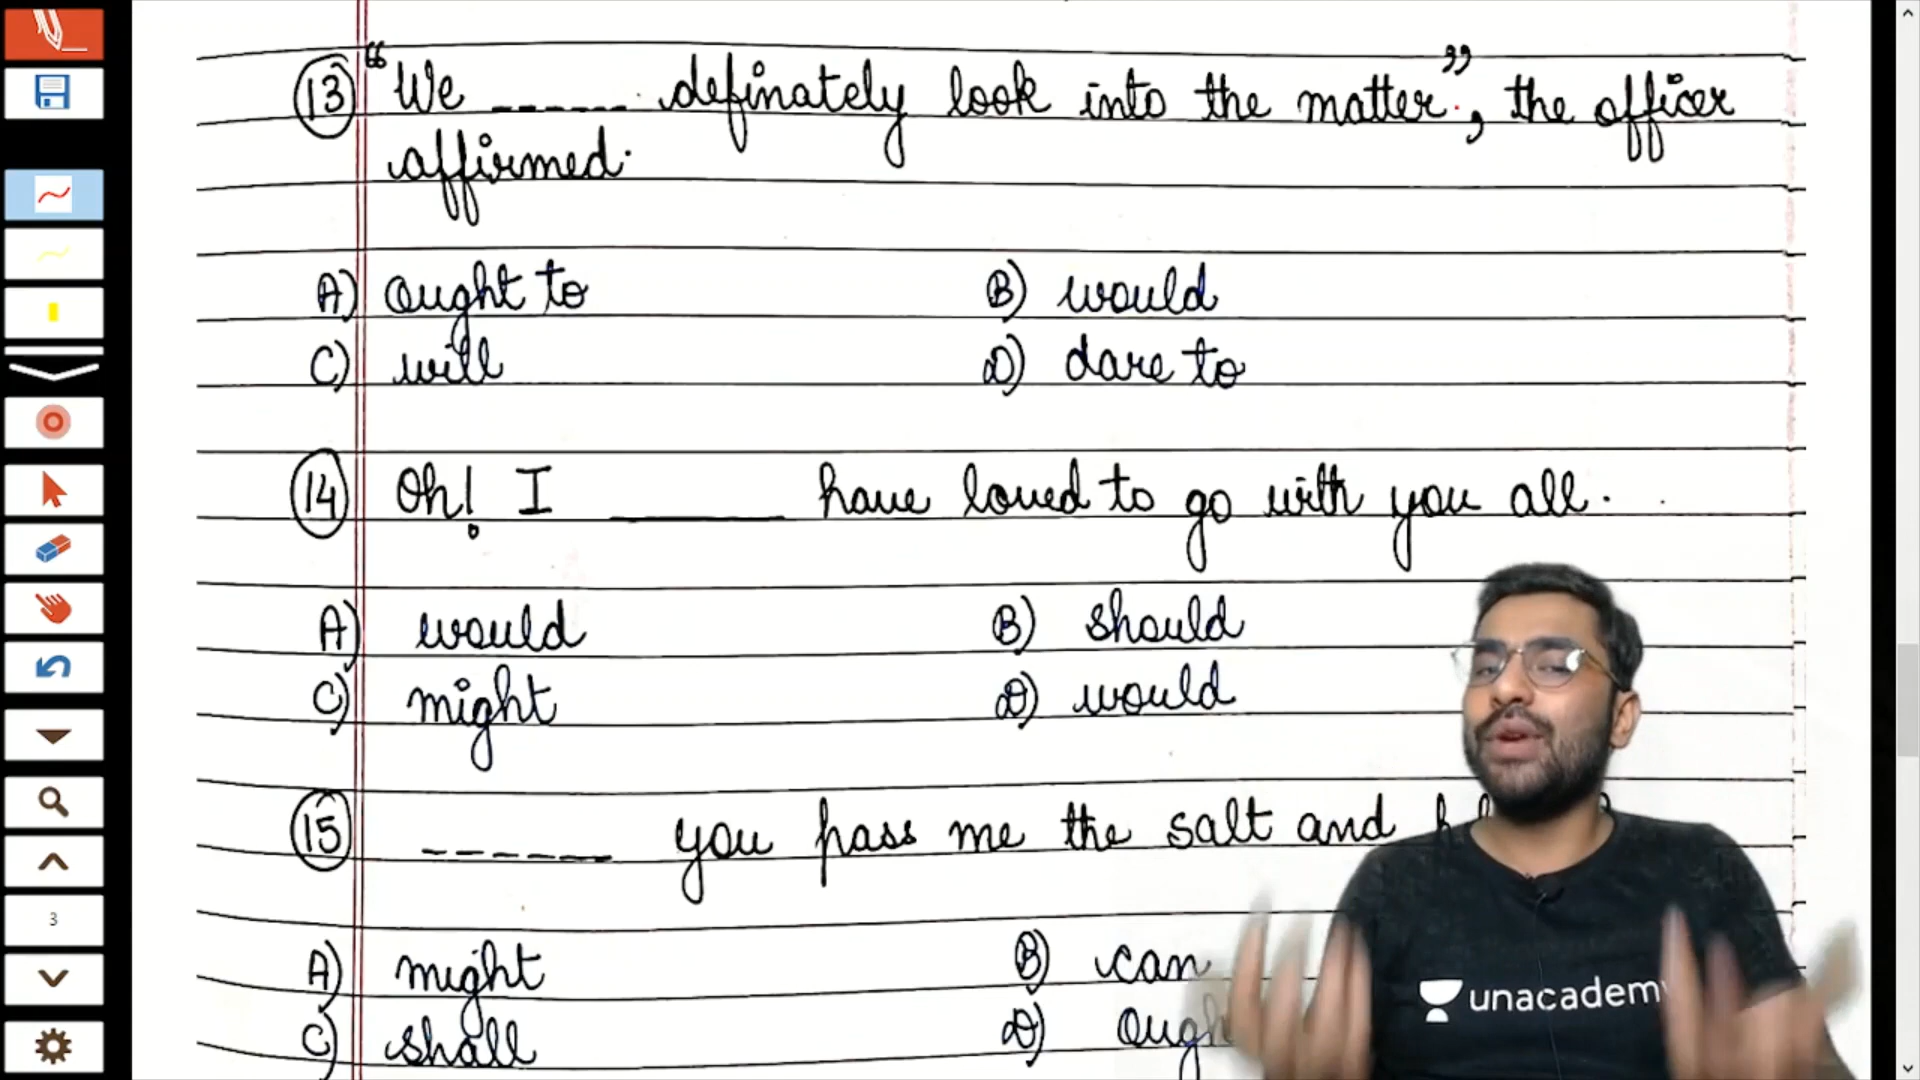 (13) "We ______ definately look into the matter", the officer
affirmed.
A) Ought to B) would
C) will D) dare to
(14) Oh! I ______ have loved to go with you all.
A) would B) should
C) might D) would
(15) ______ you pass me the salt and
A) might B) can
C) shall D)
unacademy
3